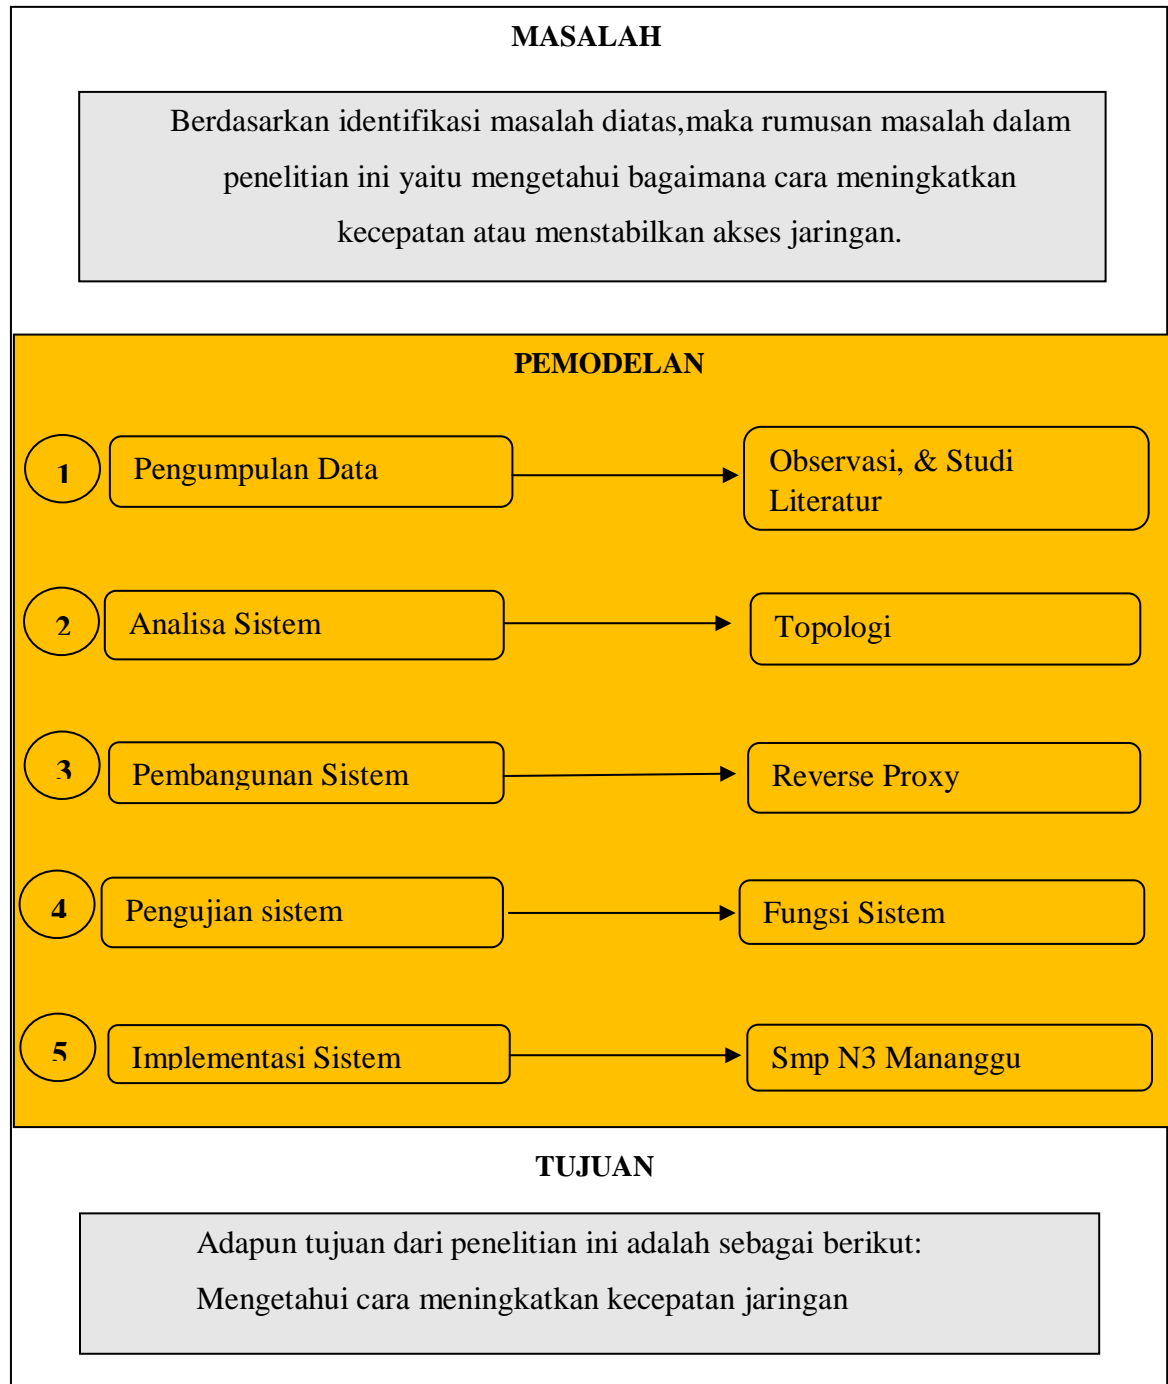 MASALAH
Berdasarkan identifikasi masalah diatas,maka rumusan masalah dalam
penelitian ini yaitu mengetahui bagaimana cara meningkatkan
kecepatan atau menstabilkan akses jaringan.
PEMODELAN
1
Pengumpulan Data
Observasi, & Studi
Literatur
2
Analisa Sistem
Topologi
3
Pembangunan Sistem
Reverse Proxy
4
Pengujian sistem
Fungsi Sistem
5
Implementasi Sistem
Smp N3 Mananggu
TUJUAN
Adapun tujuan dari penelitian ini adalah sebagai berikut:
Mengetahui cara meningkatkan kecepatan jaringan